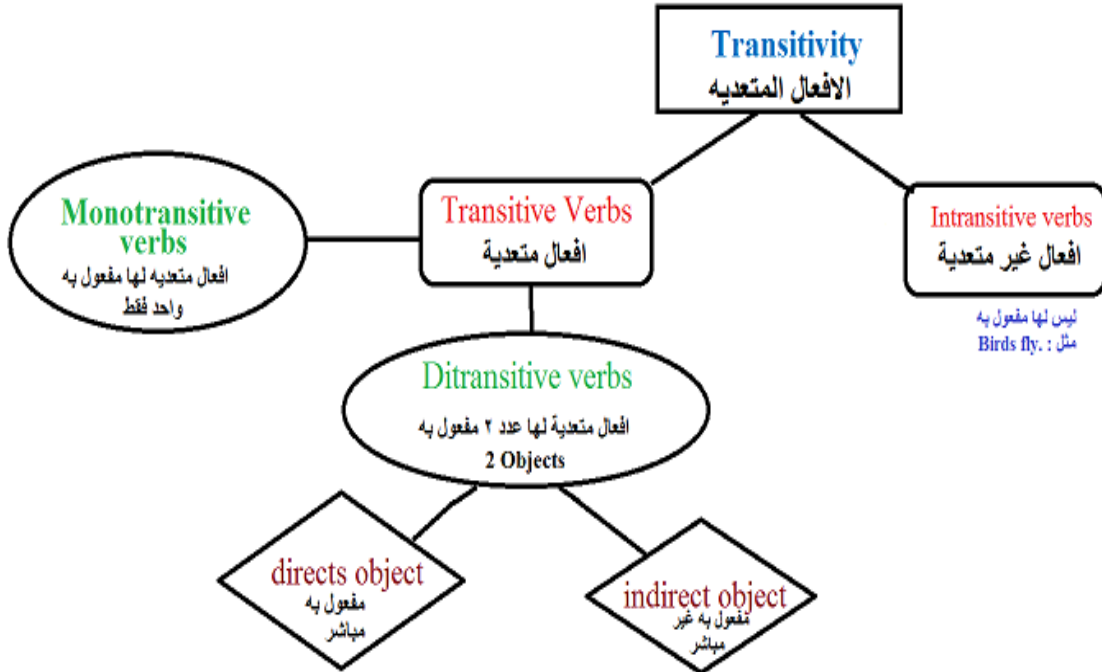 Transitivity
الافعال المتعديه
Monotransitive
verbs
افعال متعديه لها مفعول به
واحد فقط
Transitive Verbs
افعال متعدية
Intransitive verbs
افعال غير متعدية
ليس لها مفعول به
مثل : Birds fly.
Ditransitive verbs
افعال متعدية لها عدد ٢ مفعول به
2 Objects
directs object
مفعول به
مباشر
indirect object
مفعول به غير
مباشر